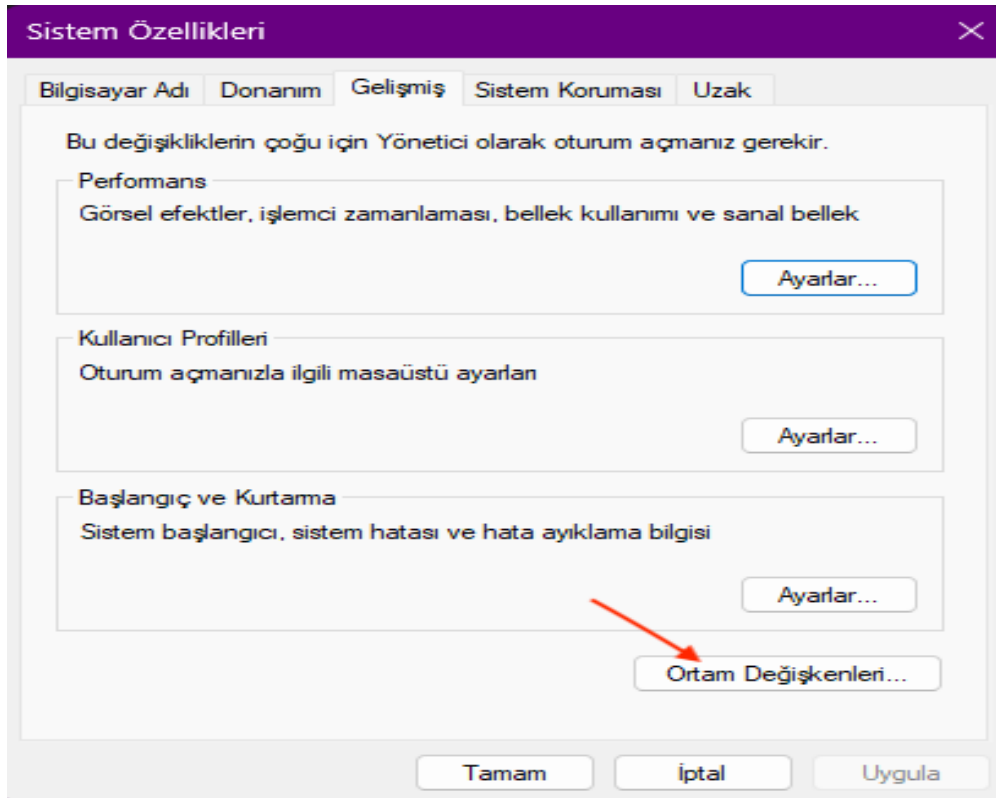 Sistem Özellikleri
Bilgisayar Adı Donanım Gelişmiş Sistem Koruması Uzak
Bu değişikliklerin çoğu için Yönetici olarak oturum açmanız gerekir.
Performans
Görsel efektler, işlemci zamanlaması, bellek kullanımı ve sanal bellek
Ayarlar...
Kullanıcı Profilleri
Oturum açmanızla ilgili masaüstü ayarları
Ayarlar...
Başlangıç ve Kurtarma
Sistem başlangıcı, sistem hatası ve hata ayıklama bilgisi
Ayarlar...
Ortam Değişkenleri...
Tamam İptal Uygula